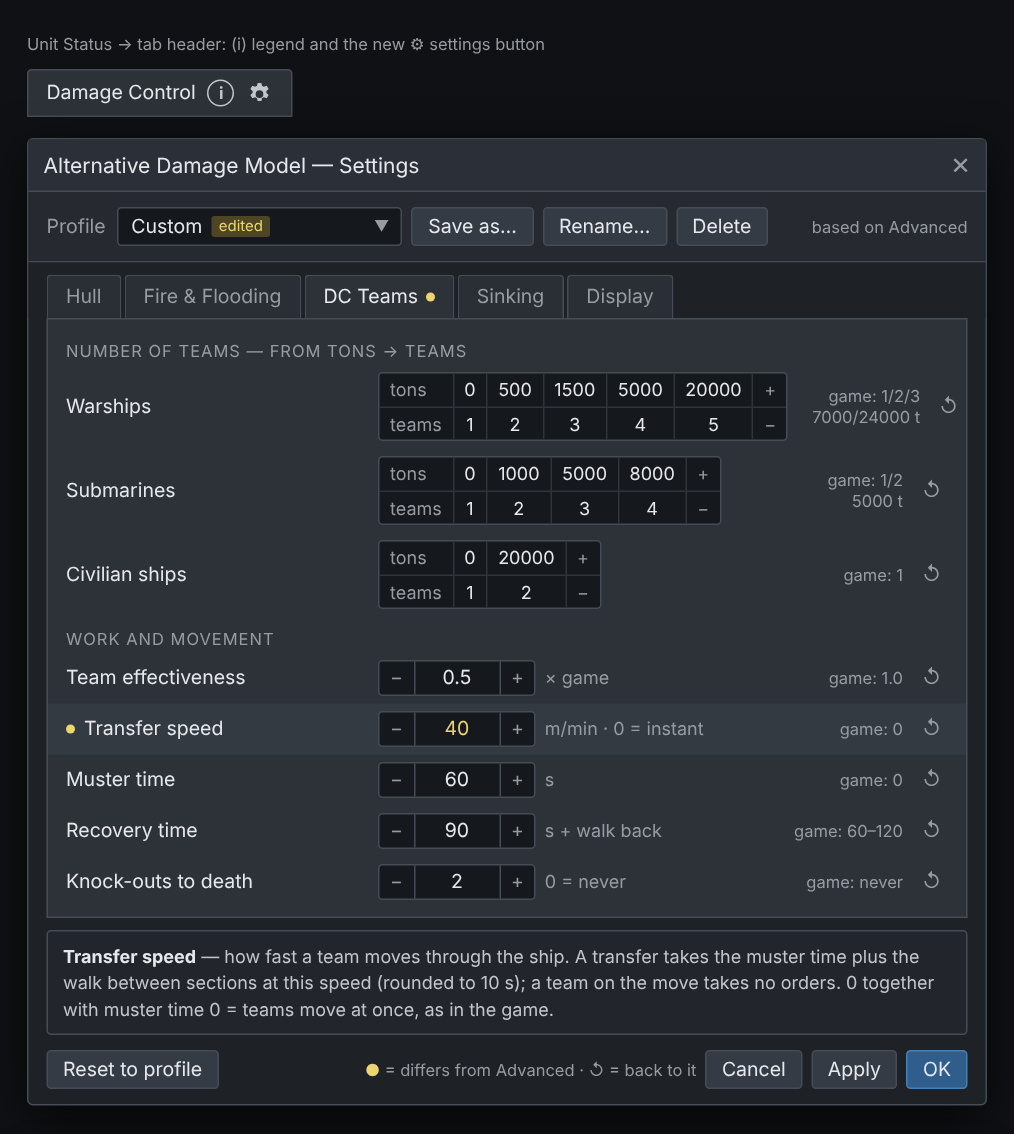 Unit Status → tab header: (i) legend and the new ⚙ settings button
Damage Control ⓘ ⚙
Alternative Damage Model — Settings ✕
Profile Custom edited ▼ Save as... Rename... Delete based on Advanced
Hull Fire & Flooding DC Teams ● Sinking Display
NUMBER OF TEAMS — FROM TONS → TEAMS
Warships
tons 0 500 1500 5000 20000 +
teams 1 2 3 4 5 −
game: 1/2/3
7000/24000 t
Submarines
tons 0 1000 5000 8000 +
teams 1 2 3 4 −
game: 1/2
5000 t
Civilian ships
tons 0 20000 +
teams 1 2 −
game: 1
WORK AND MOVEMENT
Team effectiveness − 0.5 + × game game: 1.0
● Transfer speed − 40 + m/min · 0 = instant game: 0
Muster time − 60 + s game: 0
Recovery time − 90 + s + walk back game: 60–120
Knock-outs to death − 2 + 0 = never game: never
Transfer speed — how fast a team moves through the ship. A transfer takes the muster time plus the
walk between sections at this speed (rounded to 10 s); a team on the move takes no orders. 0 together
with muster time 0 = teams move at once, as in the game.
Reset to profile ● = differs from Advanced · ↺ = back to it Cancel Apply OK